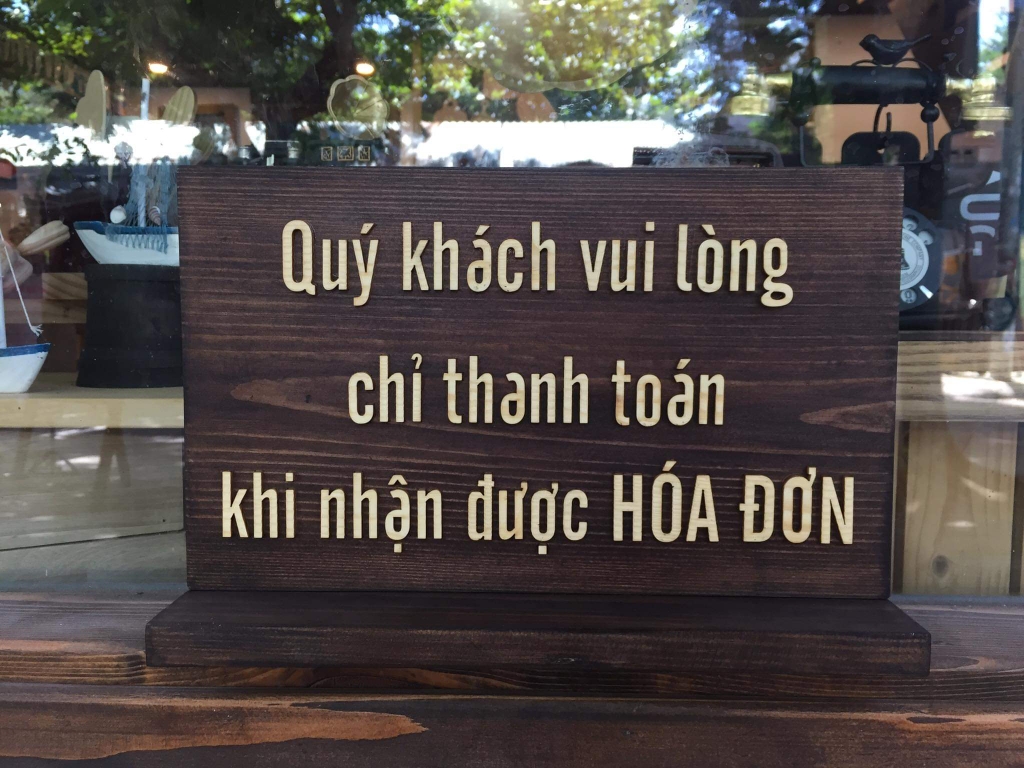 Quý khách vui lòng
chỉ thanh toán
khi nhận được HÓA ĐƠN